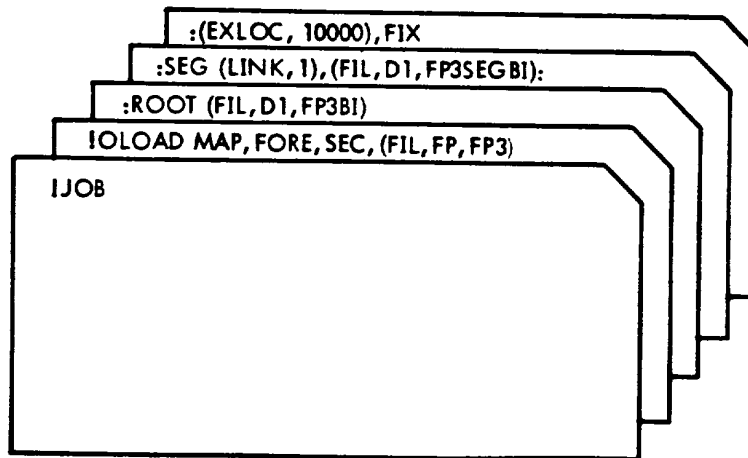 :(EXLOC, 10000), FIX
:SEG (LINK, 1), (FIL, D1, FP3SEGBI):
:ROOT (FIL, D1, FP3BI)
!OLOAD MAP, FORE, SEC, (FIL, FP, FP3)
!JOB